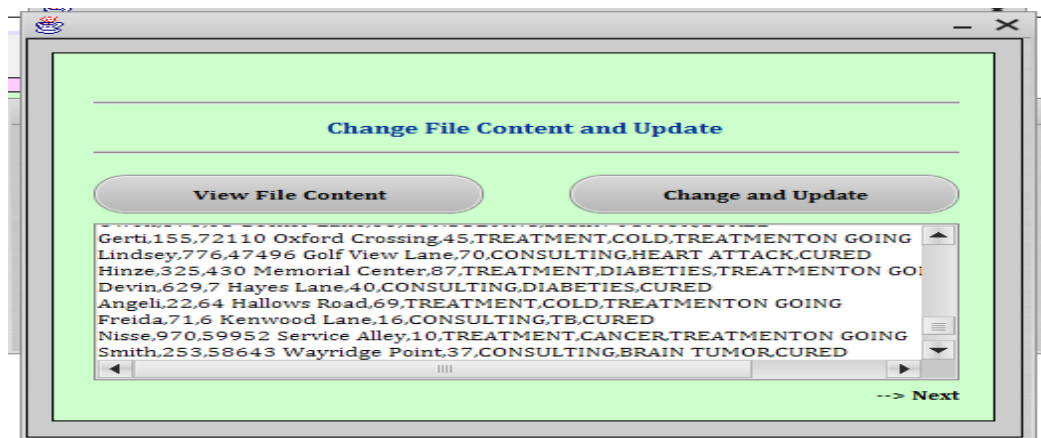 Change File Content and Update
View File Content
Change and Update
Gerti,155,72110 Oxford Crossing,45,TREATMENT,COLD,TREATMENTON GOING
Lindsey,776,47496 Golf View Lane,70,CONSULTING,HEART ATTACK,CURED
Hinze,325,430 Memorial Center,87,TREATMENT,DIABETIES,TREATMENTON GOI
Devin,629,7 Hayes Lane,40,CONSULTING,DIABETIES,CURED
Angeli,22,64 Hallows Road,69,TREATMENT,COLD,TREATMENTON GOING
Freida,71,6 Kenwood Lane,16,CONSULTING,TB,CURED
Nisse,970,59952 Service Alley,10,TREATMENT,CANCER,TREATMENTON GOING
Smith,253,58643 Wayridge Point,37,CONSULTING,BRAIN TUMOR,CURED
--> Next